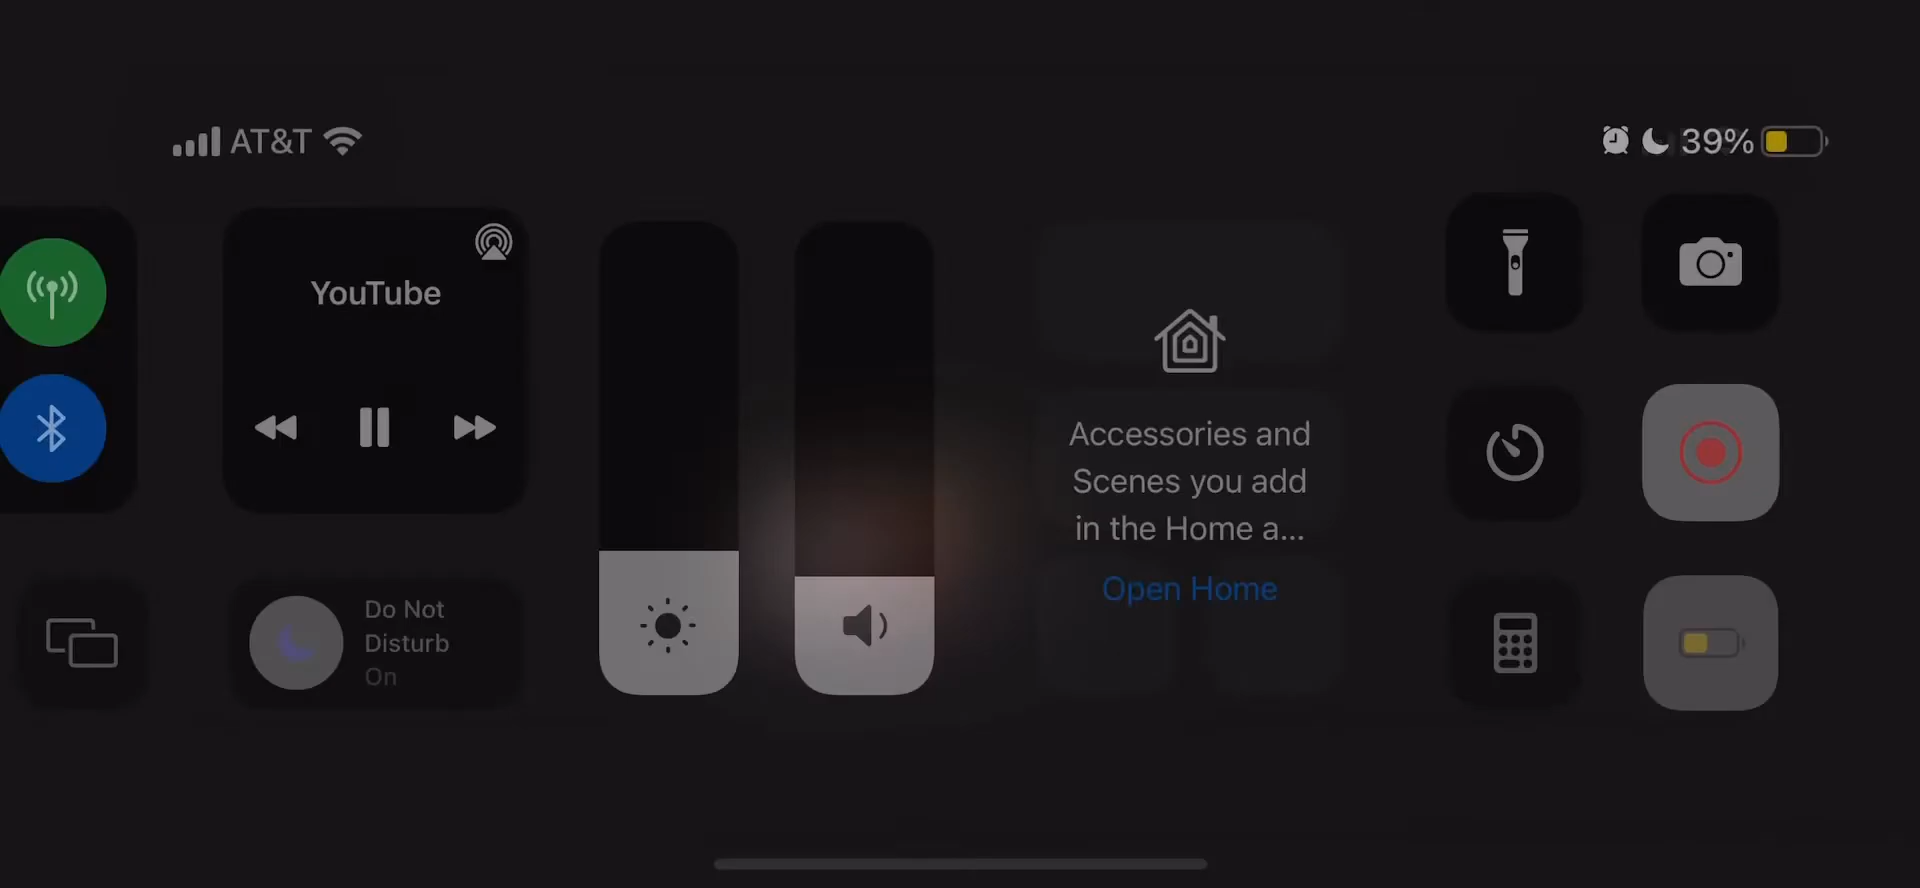 AT&T
39%
YouTube
Accessories and
Scenes you add
in the Home a...
Open Home
Do Not
Disturb
On